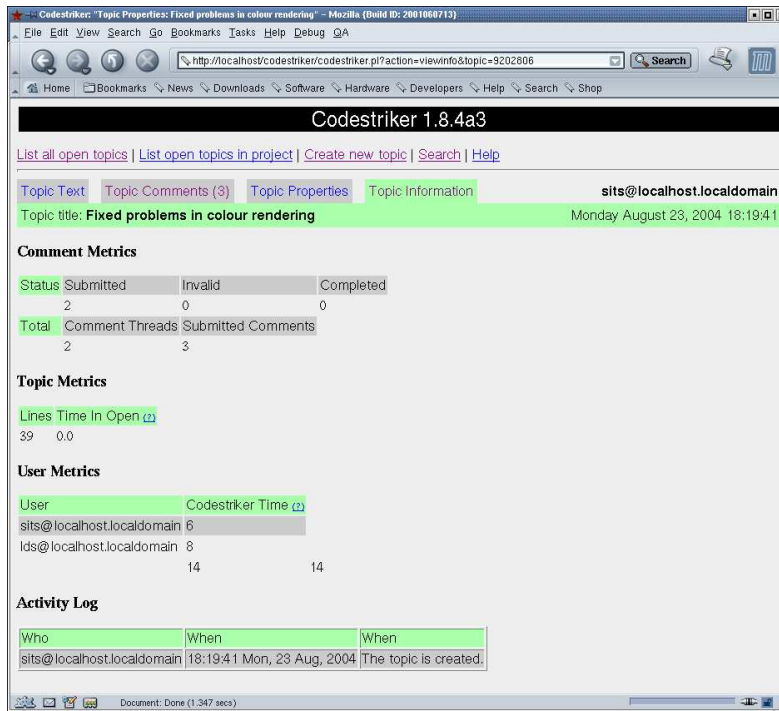 Codestriker: "Topic Properties: Fixed problems in colour rendering" - Mozilla {Build ID: 2001060713}
File Edit View Search Go Bookmarks Tasks Help Debug QA
http://localhost/codestriker/codestriker.pl?action=viewinfo&topic=9202806 Search
Home Bookmarks News Downloads Software Hardware Developers Help Search Shop
Codestriker 1.8.4a3
List all open topics | List open topics in project | Create new topic | Search | Help
Topic Text Topic Comments (3) Topic Properties Topic Information sits@localhost.localdomain
Topic title: Fixed problems in colour rendering Monday August 23, 2004 18:19:41
Comment Metrics
Status Submitted Invalid Completed
2 0 0
Total Comment Threads Submitted Comments
2 3
Topic Metrics
Lines Time In Open (?)
39 0.0
User Metrics
User Codestriker Time (?)
sits@localhost.localdomain 6
lds@localhost.localdomain 8
14 14
Activity Log
Who When When
sits@localhost.localdomain 18:19:41 Mon, 23 Aug, 2004 The topic is created.
Document: Done (1.347 secs)